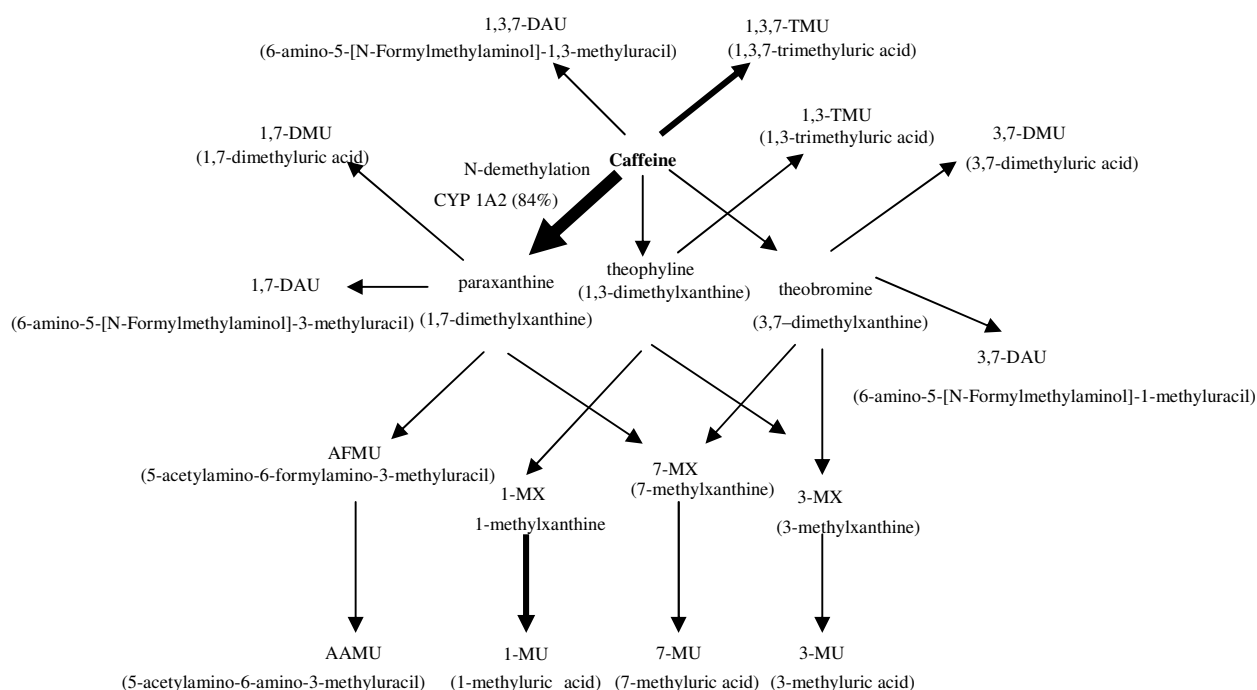 1,3,7-DAU
(6-amino-5-[N-Formylmethylaminol]-1,3-methyluracil)
1,3,7-TMU
(1,3,7-trimethyluric acid)
1,7-DMU
(1,7-dimethyluric acid)
1,3-TMU
(1,3-trimethyluric acid)
3,7-DMU
(3,7-dimethyluric acid)
Caffeine
N-demethylation
CYP 1A2 (84%)
1,7-DAU
(6-amino-5-[N-Formylmethylaminol]-3-methyluracil)
paraxanthine
(1,7-dimethylxanthine)
theophyline
(1,3-dimethylxanthine)
theobromine
(3,7–dimethylxanthine)
3,7-DAU
(6-amino-5-[N-Formylmethylaminol]-1-methyluracil)
AFMU
(5-acetylamino-6-formylamino-3-methyluracil)
1-MX
1-methylxanthine
7-MX
(7-methylxanthine)
3-MX
(3-methylxanthine)
AAMU
(5-acetylamino-6-amino-3-methyluracil)
1-MU
(1-methyluric acid)
7-MU
(7-methyluric acid)
3-MU
(3-methyluric acid)